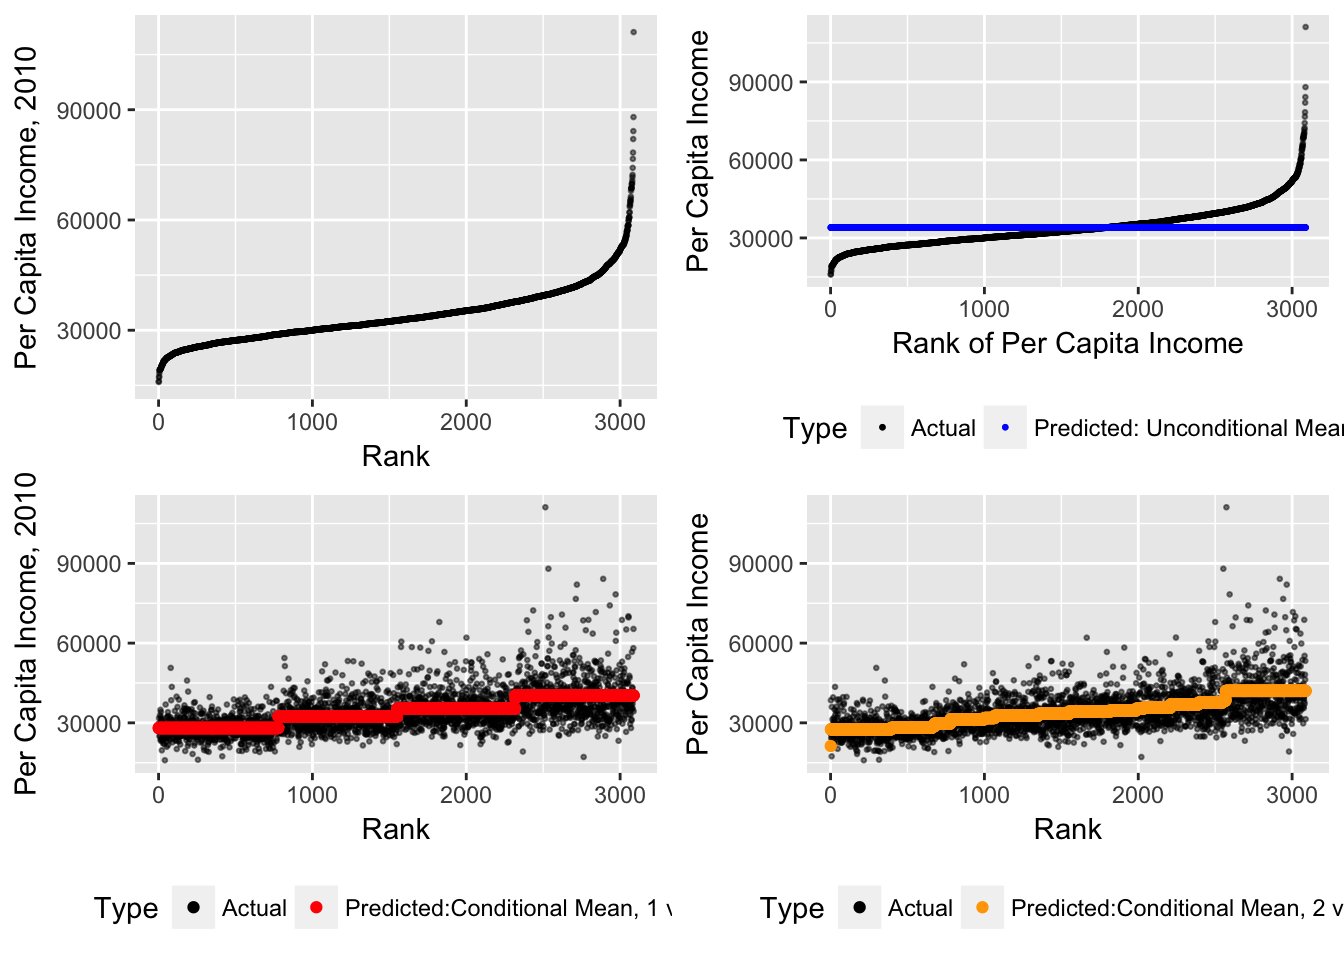 Per Capita Income, 2010
90000
60000
30000
0 1000 2000 3000
Rank
Per Capita Income
90000
60000
30000
0 1000 2000 3000
Rank of Per Capita Income
Type Actual Predicted: Unconditional Mear
Per Capita Income, 2010
90000
60000
30000
0 1000 2000 3000
Rank
Type Actual Predicted:Conditional Mean, 1 v
Per Capita Income
90000
60000
30000
0 1000 2000 3000
Rank
Type Actual Predicted:Conditional Mean, 2 v